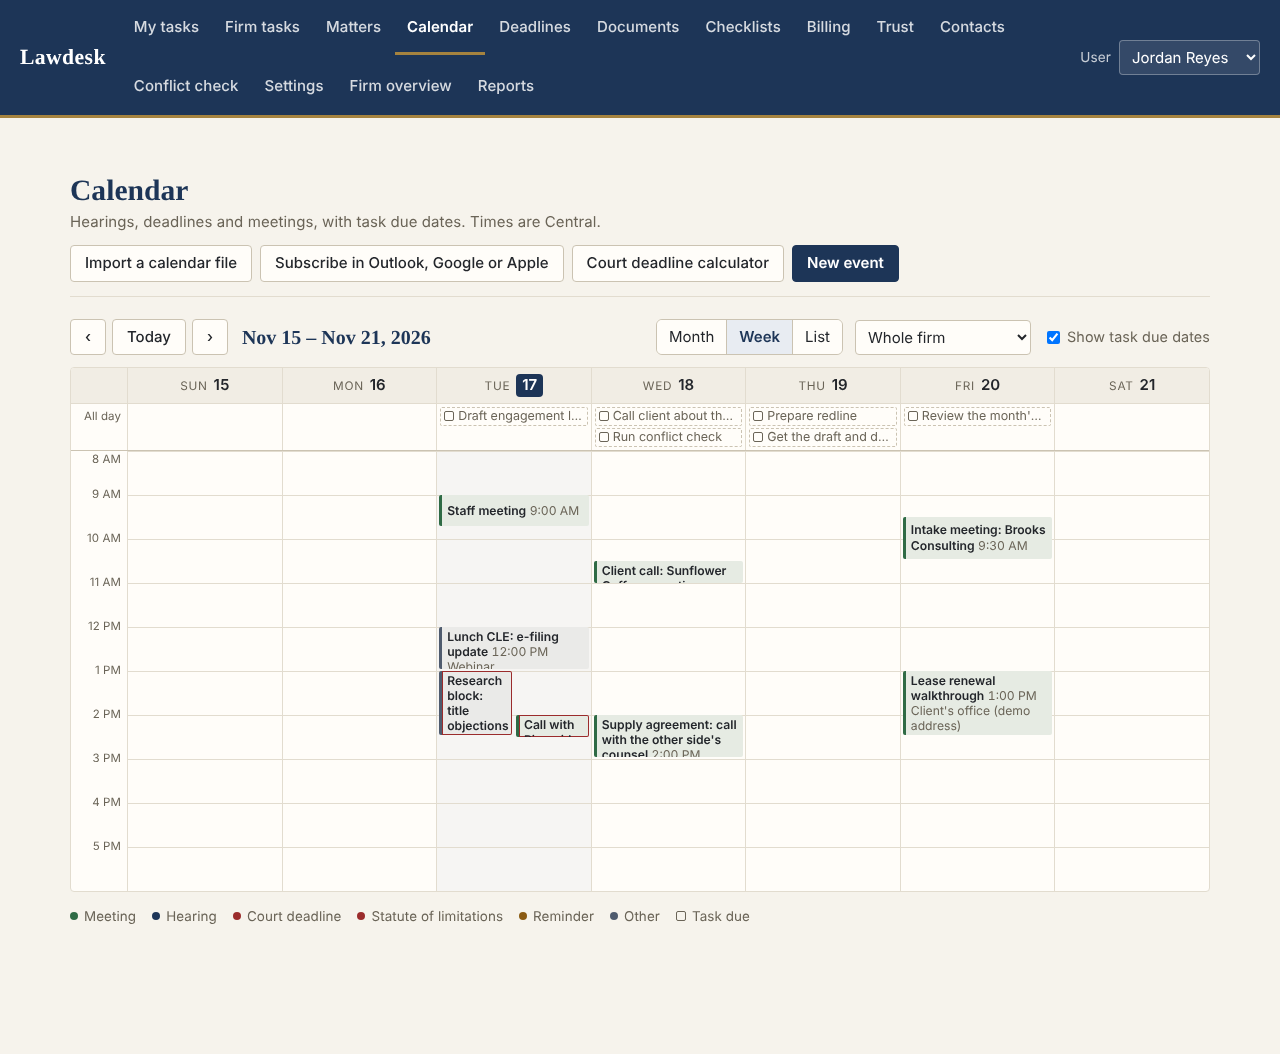 Lawdesk
My tasks Firm tasks Matters Calendar Deadlines Documents Checklists Billing Trust Contacts
Conflict check Settings Firm overview Reports
User Jordan Reyes
Calendar
Hearings, deadlines and meetings, with task due dates. Times are Central.
Import a calendar file Subscribe in Outlook, Google or Apple Court deadline calculator New event
‹ Today › Nov 15 – Nov 21, 2026 Month Week List Whole firm Show task due dates
SUN 15 MON 16 TUE 17 WED 18 THU 19 FRI 20 SAT 21
All day
Draft engagement l...
Call client about th...
Run conflict check
Prepare redline
Get the draft and d...
Review the month'...
8 AM
9 AM
10 AM
11 AM
12 PM
1 PM
2 PM
3 PM
4 PM
5 PM
Staff meeting 9:00 AM
Lunch CLE: e-filing
update 12:00 PM
Webinar
Research
block:
title
objections
Call with
Client call: Sunflower
Supply agreement: call
with the other side's
counsel 2:00 PM
Intake meeting: Brooks
Consulting 9:30 AM
Lease renewal
walkthrough 1:00 PM
Client's office (demo
address)
Meeting Hearing Court deadline Statute of limitations Reminder Other Task due